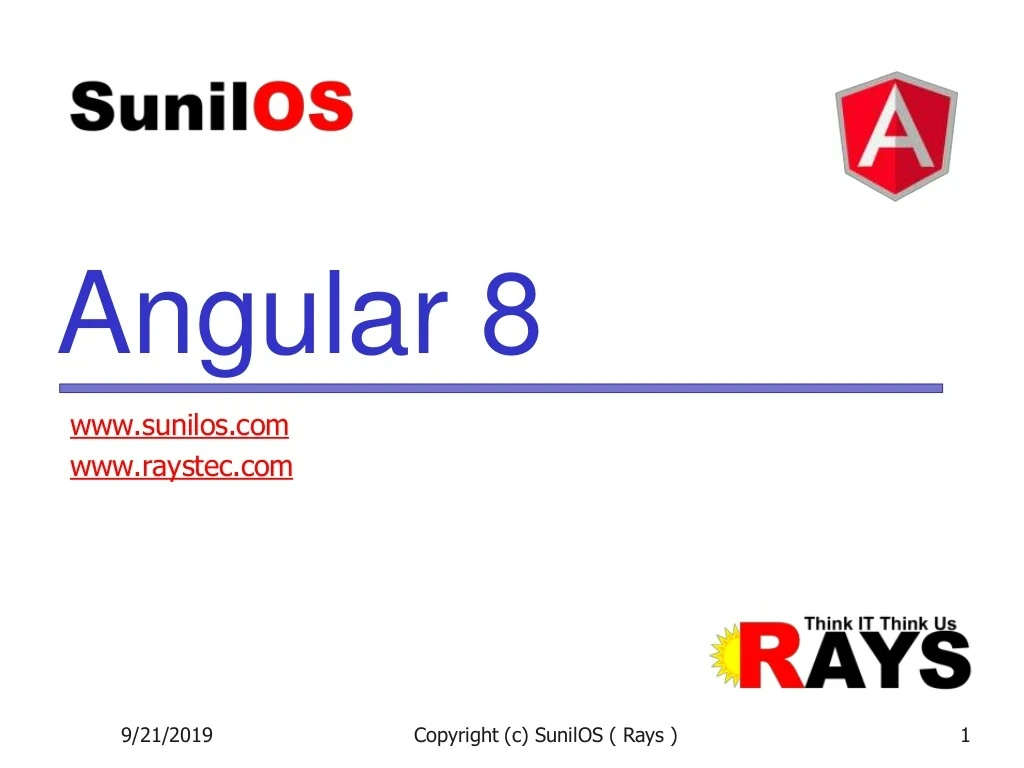 SunilOS
A
Angular 8
www.sunilos.com
www.raystec.com
Think IT Think Us
RAYS
9/21/2019 Copyright (c) SunilOS ( Rays ) 1